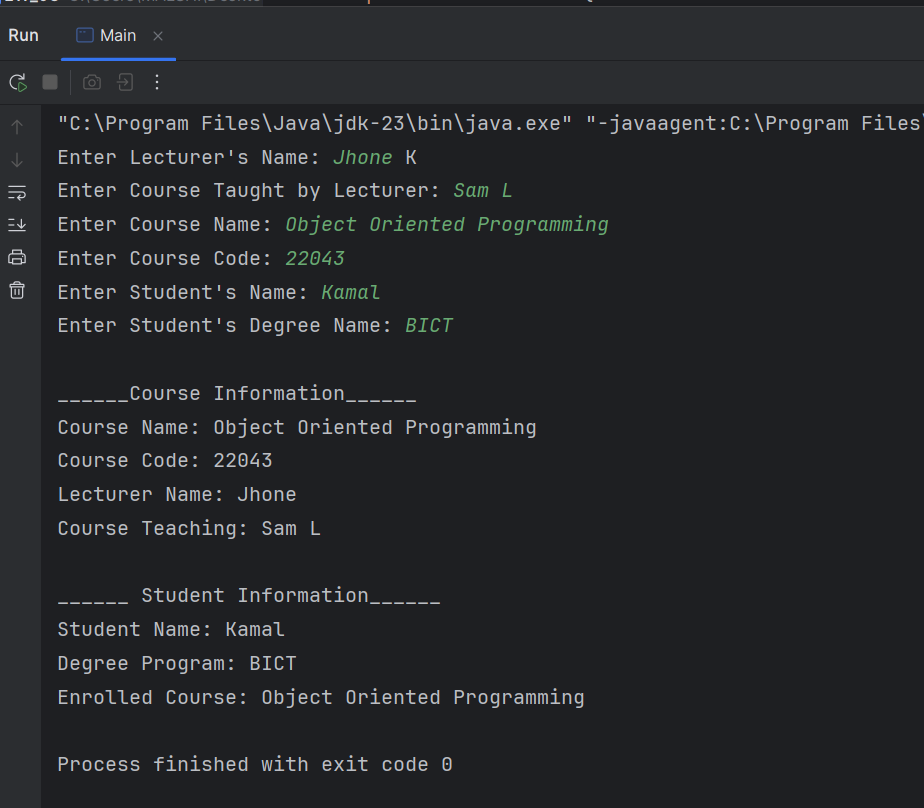 Run Main
"C:\Program Files\Java\jdk-23\bin\java.exe" "-javaagent:C:\Program Files\
Enter Lecturer's Name: Jhone K
Enter Course Taught by Lecturer: Sam L
Enter Course Name: Object Oriented Programming
Enter Course Code: 22043
Enter Student's Name: Kamal
Enter Student's Degree Name: BICT
______Course Information______
Course Name: Object Oriented Programming
Course Code: 22043
Lecturer Name: Jhone
Course Teaching: Sam L
______ Student Information______
Student Name: Kamal
Degree Program: BICT
Enrolled Course: Object Oriented Programming
Process finished with exit code 0